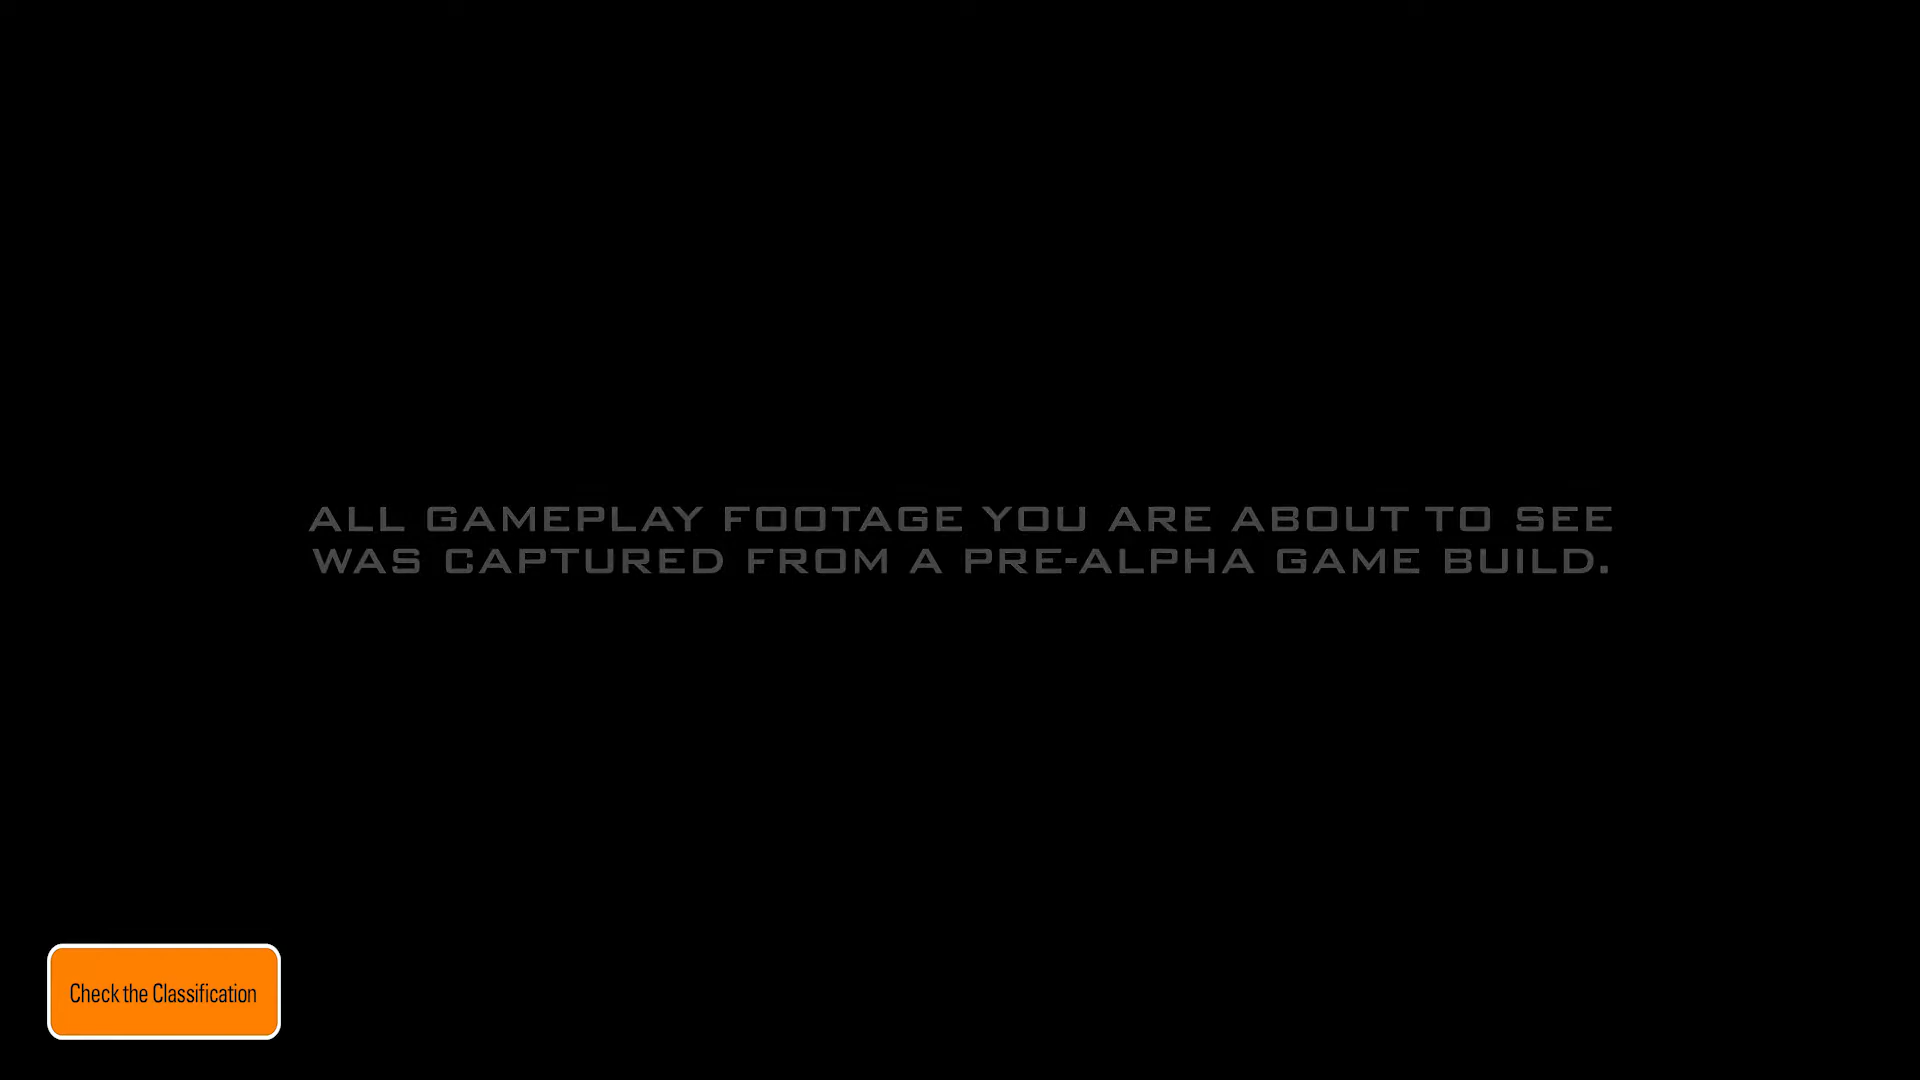 ALL GAMEPLAY FOOTAGE YOU ARE ABOUT TO SEE
WAS CAPTURED FROM A PRE-ALPHA GAME BUILD.
Check the Classification